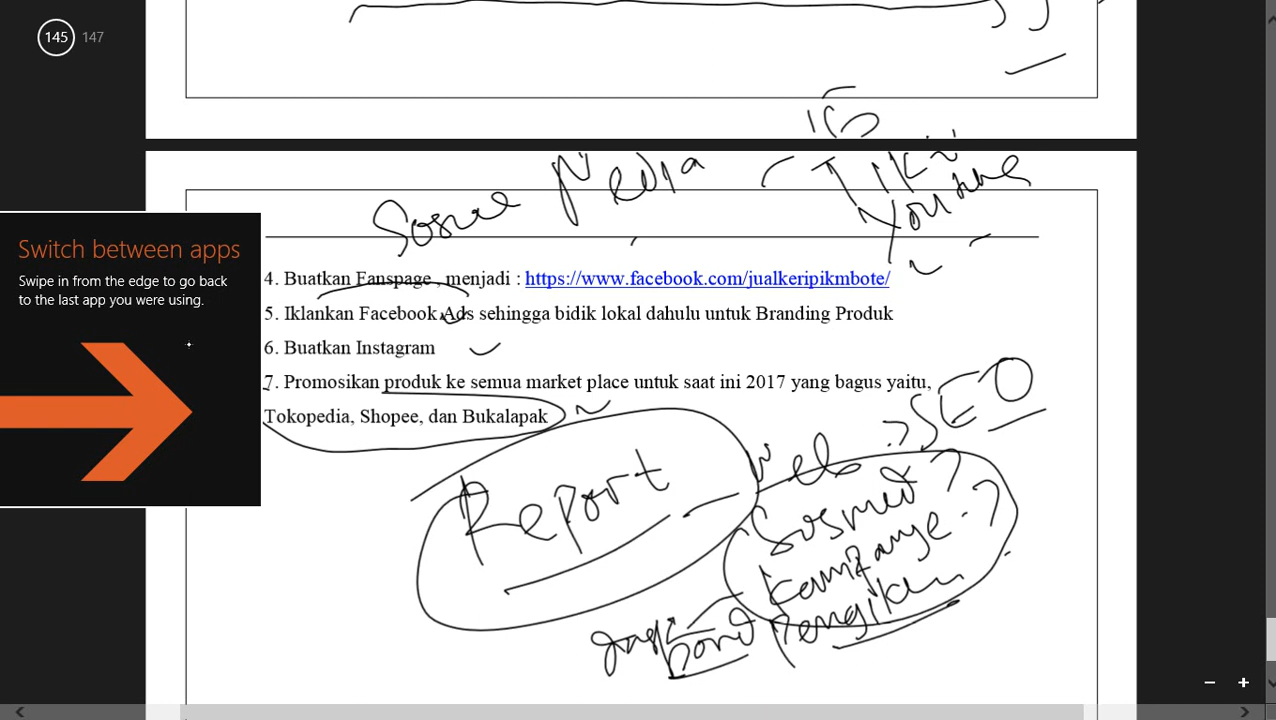 145 147
IG
Tikt
Youtube
Sosial Media
Switch between apps
Swipe in from the edge to go back
to the last app you were using.
4. Buatkan Fanspage , menjadi : https://www.facebook.com/jualkeripikmbote/
5. Iklankan Facebook Ads sehingga bidik lokal dahulu untuk Branding Produk
6. Buatkan Instagram
7. Promosikan produk ke semua market place untuk saat ini 2017 yang bagus yaitu,
Tokopedia, Shopee, dan Bukalapak
Report
Web => SEO
Sosmed ?
Kampanye ?
Pengiklan